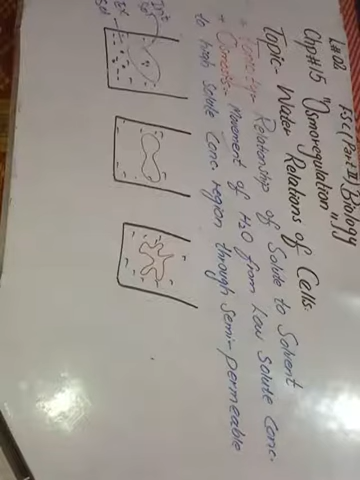 L#02 FSC (Part II) Biology
Chp#15 "Osmoregulation"
Topic- Water Relations of Cells.
* Tonicity- Relationship of Solute to Solvent
* Osmosis- Movement of H2O from Low Solute Conc.
to high Solute Conc. region through semi-permeable